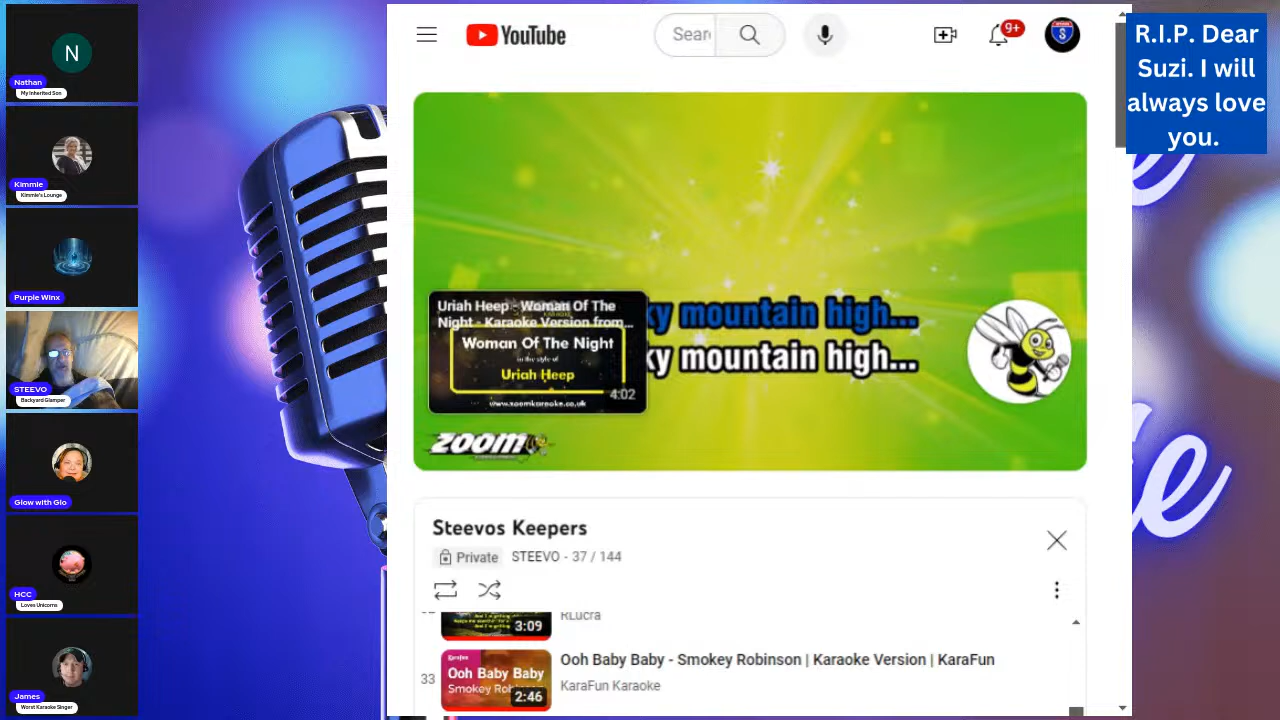 N
Nathan
My Inherited Son
Kimmie
Kimmie's Lounge
Purple Winx
STEEVO
Backyard Glamper
Glow with Glo
HCC
Loves Unicorns
James
Worst Karaoke Singer
YouTube
Sear
9+
S
R.I.P. Dear
Suzi. I will
always love
you.
ky mountain high...
ky mountain high...
Uriah Heep - Woman Of The
Night - Karaoke Version from...
Woman Of The Night
in the style of
Uriah Heep
4:02
www.zoomkaraoke.co.uk
ZOOM
Steevos Keepers
Private
STEEVO - 37 / 144
3:09
RLucra
33
Ooh Baby Baby
Smokey Rob
2:46
Ooh Baby Baby - Smokey Robinson | Karaoke Version | KaraFun
KaraFun Karaoke